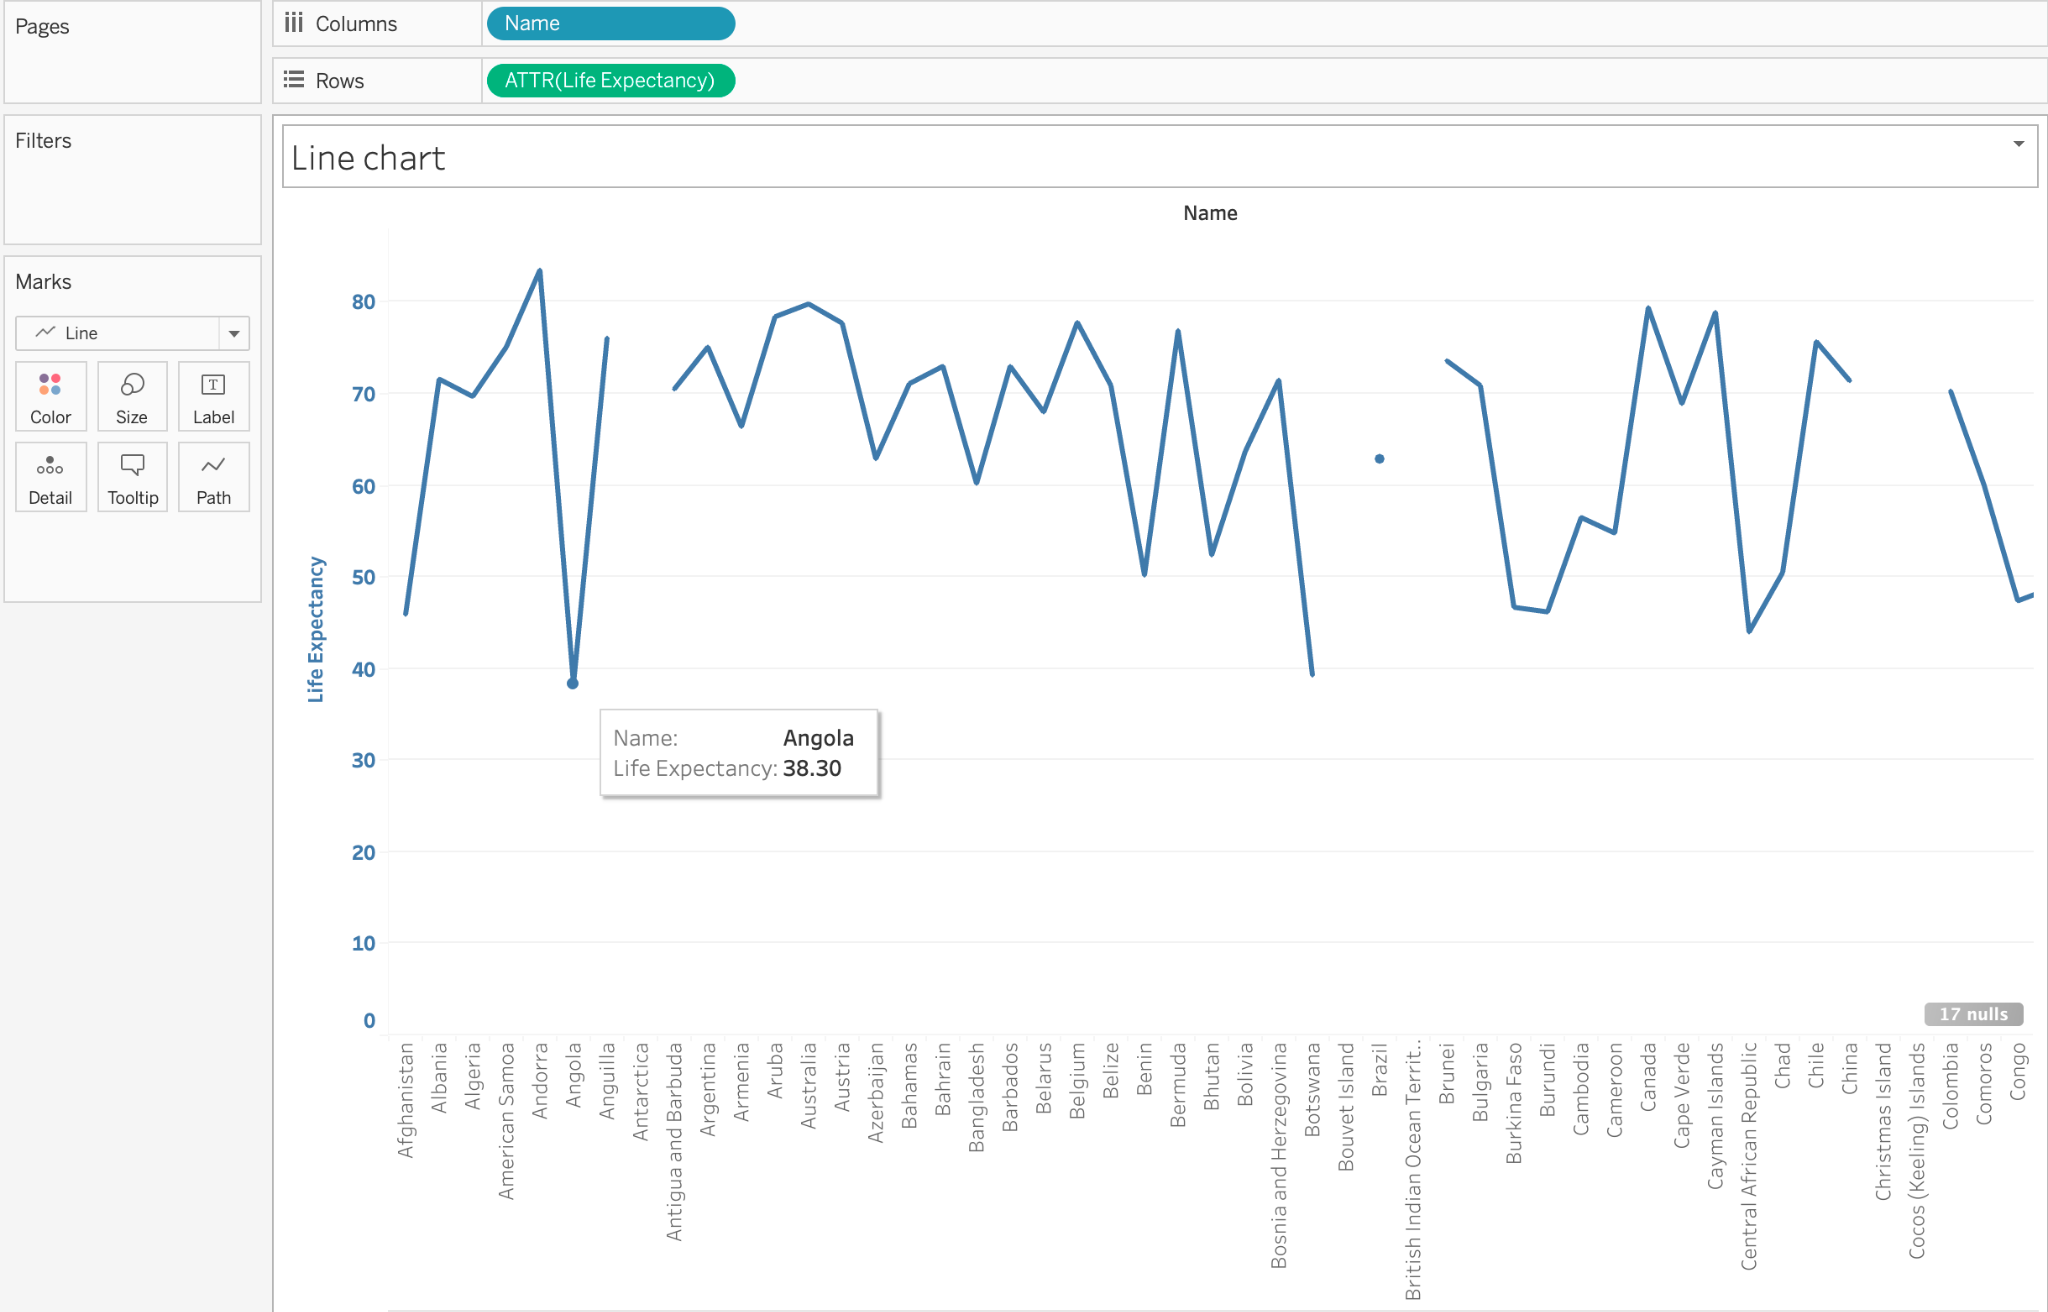 Pages
Columns
Name
Rows
ATTR(Life Expectancy)
Filters
Marks
Line
Color
Size
Label
Detail
Tooltip
Path
Line chart
Name
Life Expectancy
80
70
60
50
40
30
20
10
0
Name: Angola
Life Expectancy: 38.30
17 nulls
Afghanistan
Albania
Algeria
American Samoa
Andorra
Angola
Anguilla
Antarctica
Antigua and Barbuda
Argentina
Armenia
Aruba
Australia
Austria
Azerbaijan
Bahamas
Bahrain
Bangladesh
Barbados
Belarus
Belgium
Belize
Benin
Bermuda
Bhutan
Bolivia
Bosnia and Herzegovina
Botswana
Bouvet Island
Brazil
British Indian Ocean Territ..
Brunei
Bulgaria
Burkina Faso
Burundi
Cambodia
Cameroon
Canada
Cape Verde
Cayman Islands
Central African Republic
Chad
Chile
China
Christmas Island
Cocos (Keeling) Islands
Colombia
Comoros
Congo